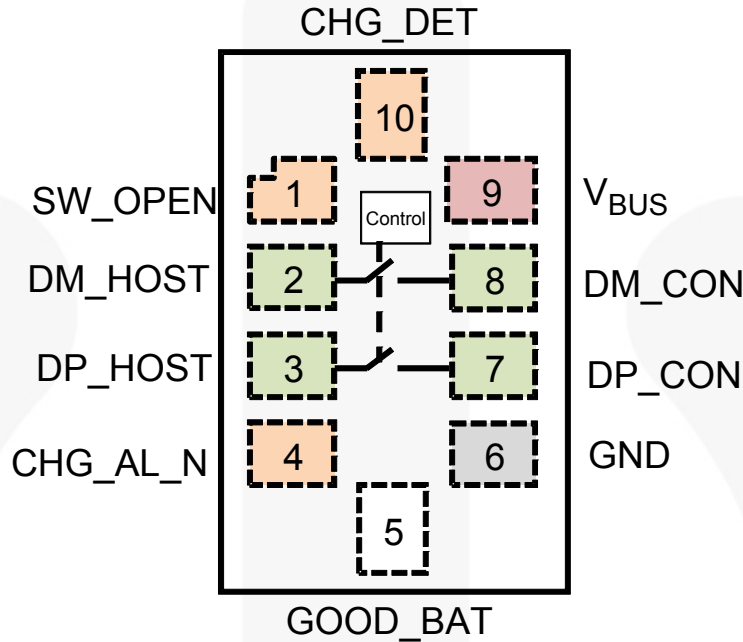 CHG_DET
10
SW_OPEN 1 9 VBUS
Control
DM_HOST 2 8 DM_CON
DP_HOST 3 7 DP_CON
CHG_AL_N 4 6 GND
5
GOOD_BAT